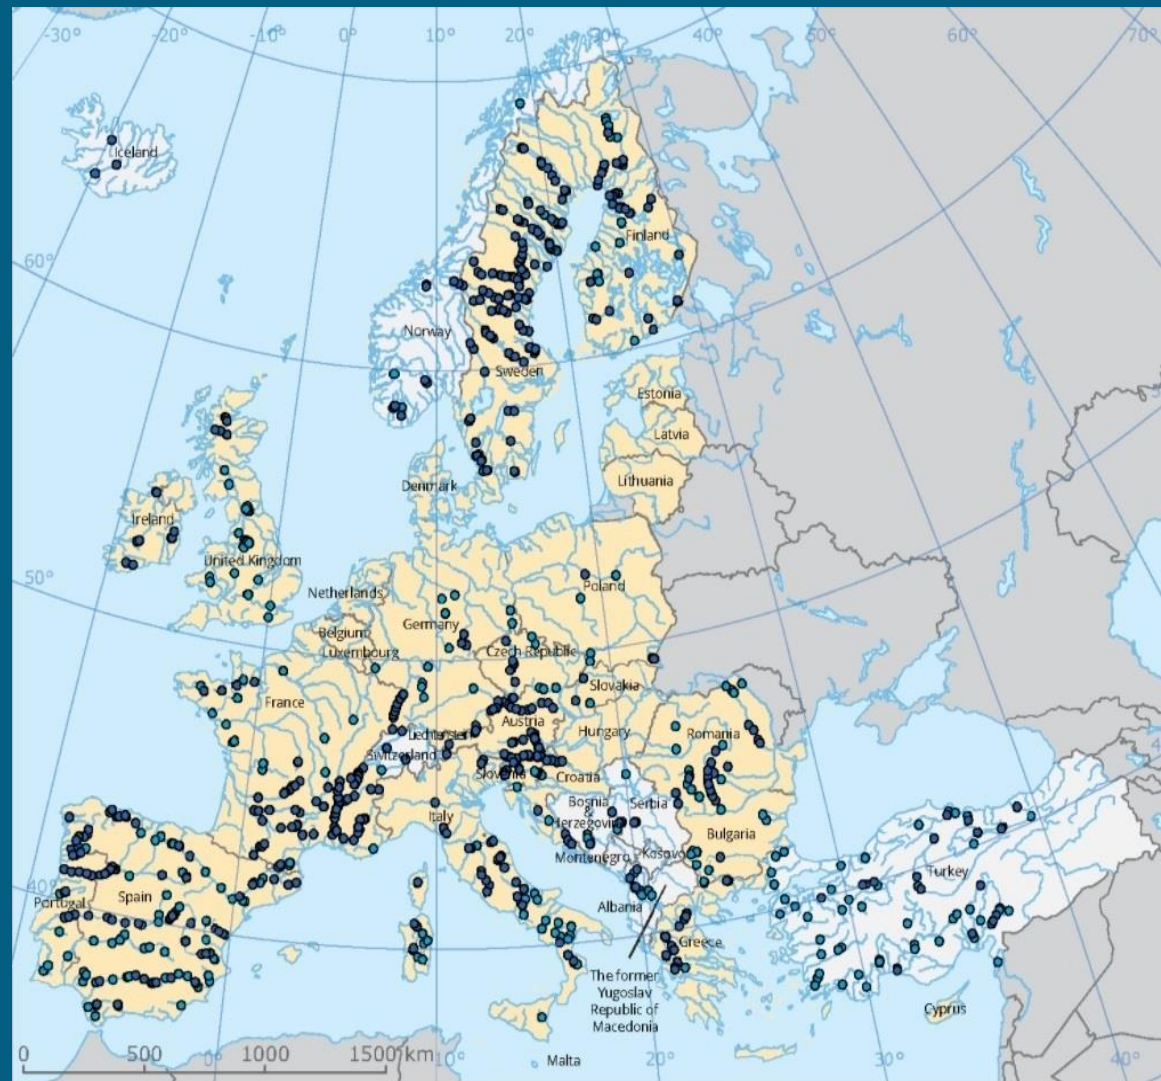 -30°
-20°
-10°
0°
10°
20°
30°
40°
50°
60°
70°
Iceland
60°
Finland
Norway
Sweden
Estonia
Latvia
Lithuania
Denmark
Ireland
United Kingdom
50°
Netherlands
Poland
Germany
Belgium
Luxembourg
Czech Republic
Slovakia
France
Austria
Liechtenstein
Hungary
Romania
Switzerland
Slovenia
Croatia
Bosnia
&
Herzegovina
Serbia
Italy
Bulgaria
Montenegro
Kosovo
Turkey
40°
Spain
Portugal
Albania
Greece
The former
Yugoslav
Republic of
Macedonia
Cyprus
Malta
0
500
1000
1500 km
10°
20°
30°
40°